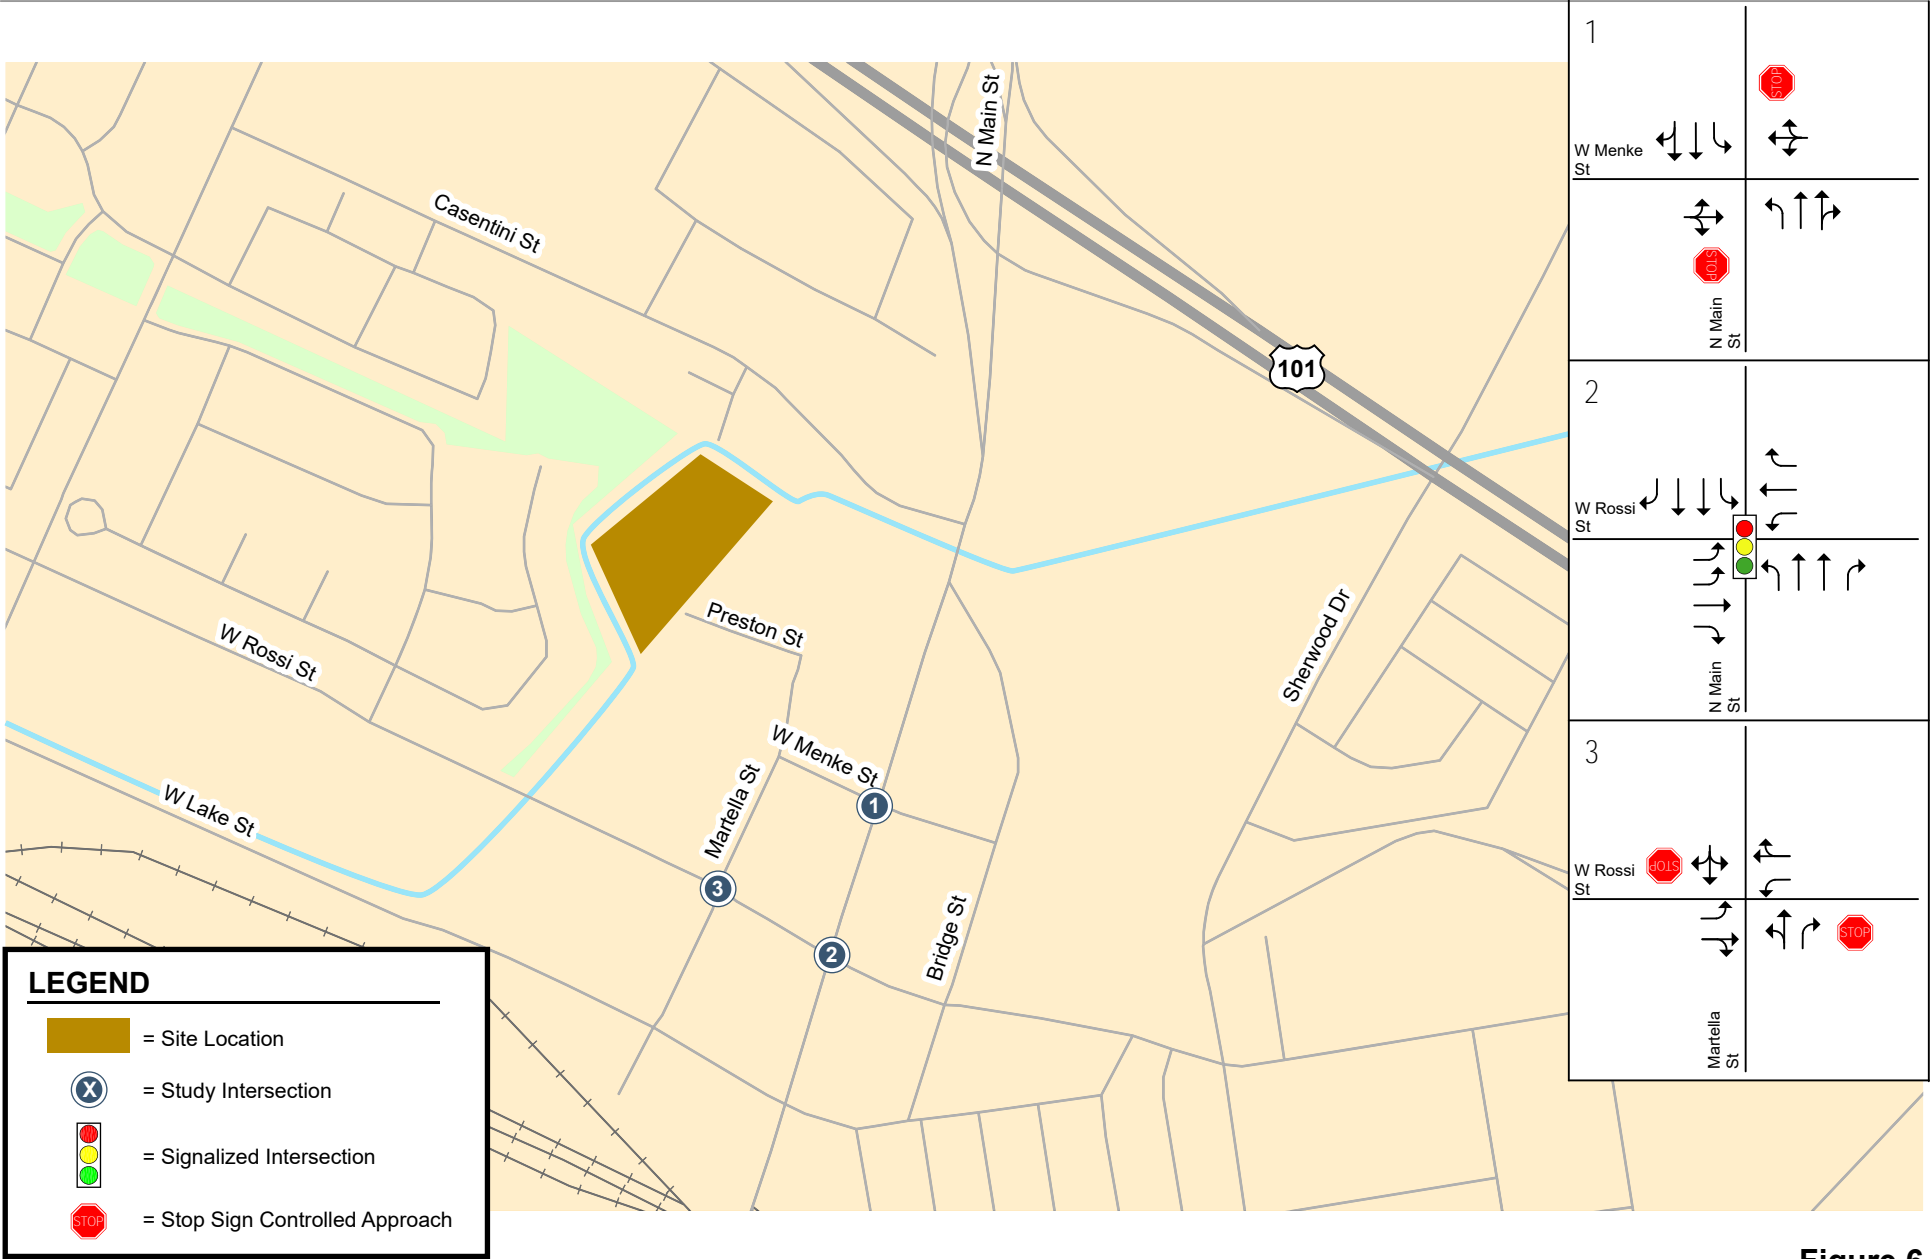 N Main St
Casentini St
101
Preston St
W Rossi St
Sherwood Dr
W Menke St
Martella St
W Lake St
Bridge St
1
3
2
LEGEND
= Site Location
X
= Study Intersection
= Signalized Intersection
STOP
= Stop Sign Controlled Approach
1
STOP
W Menke
St
STOP
N Main
St
2
W Rossi
St
N Main
St
3
STOP
W Rossi
St
STOP
Martella
St
Figure 6